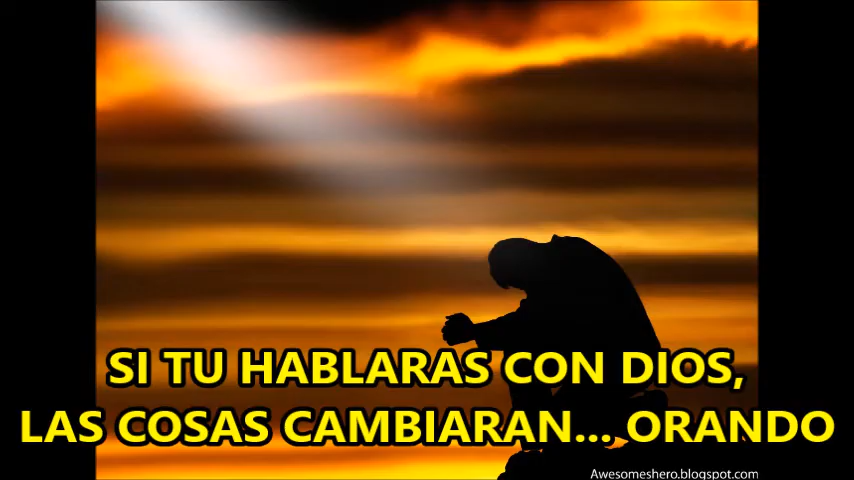 SI TU HABLARAS CON DIOS,
LAS COSAS CAMBIARAN... ORANDO
Awesomeshero.blogspot.com